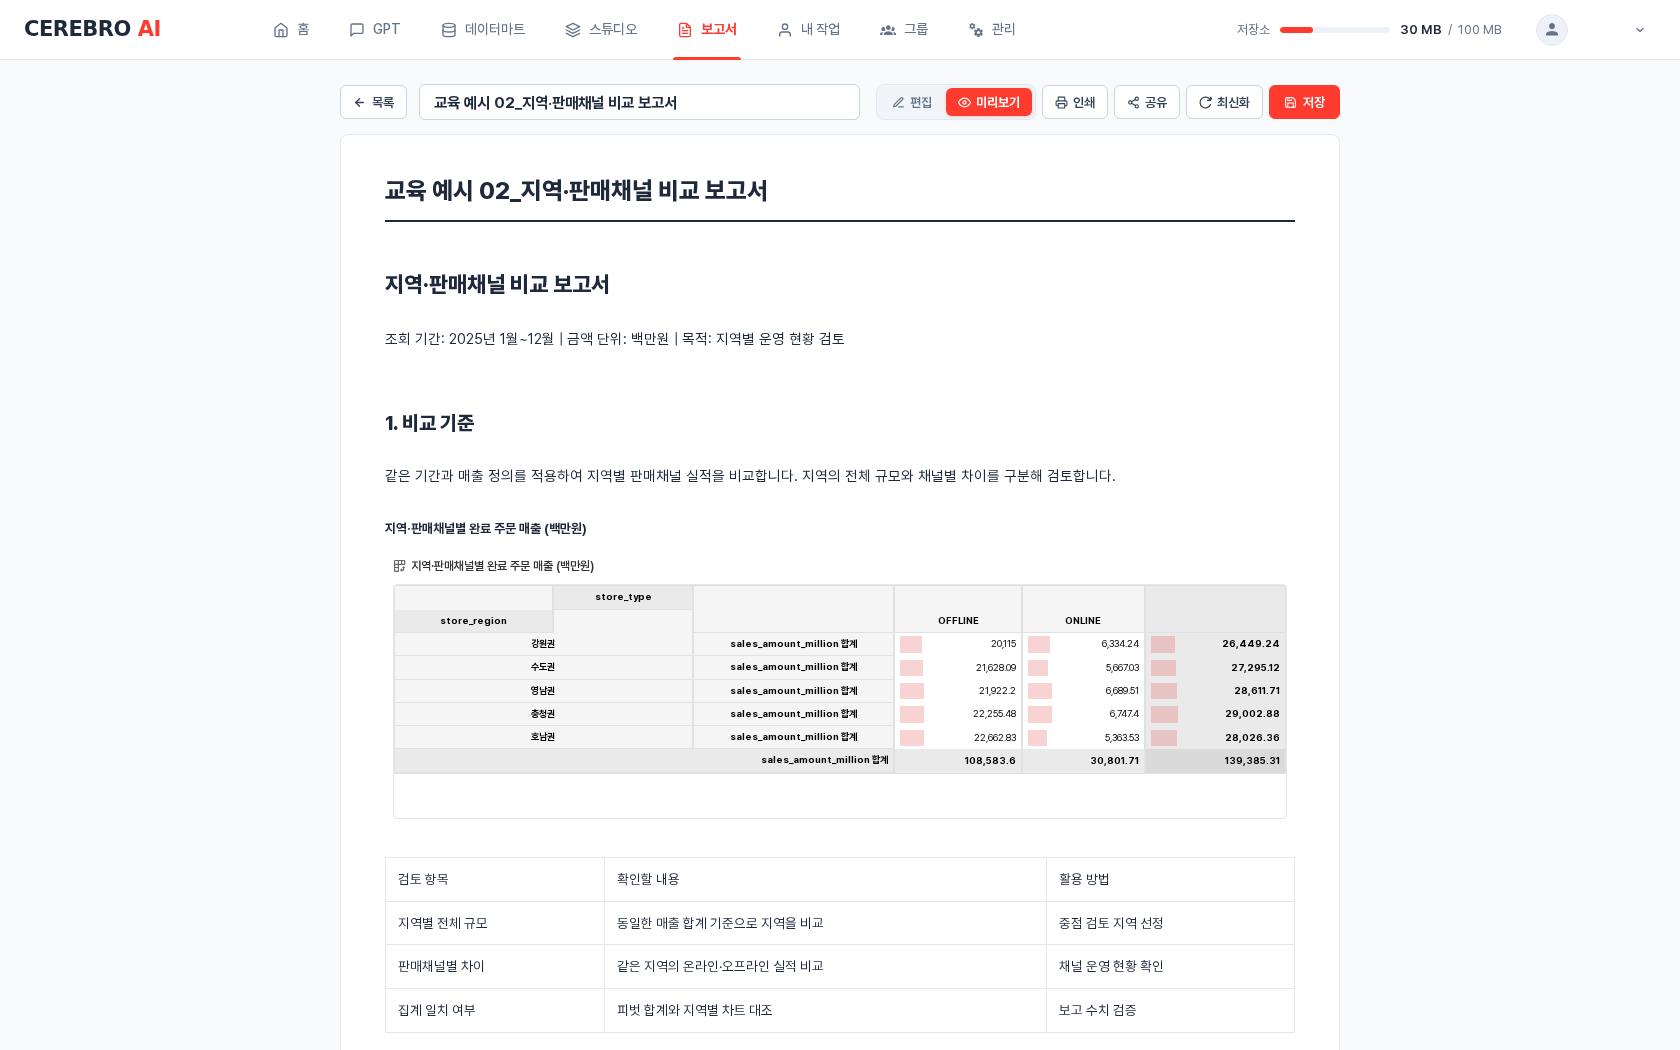 CEREBRO AI
홈
GPT
데이터마트
스튜디오
보고서
내 작업
그룹
관리
저장소
30 MB / 100 MB
목록
교육 예시 02_지역·판매채널 비교 보고서
편집
미리보기
인쇄
공유
최신화
저장
교육 예시 02_지역·판매채널 비교 보고서
지역·판매채널 비교 보고서
조회 기간: 2025년 1월~12월 | 금액 단위: 백만원 | 목적: 지역별 운영 현황 검토
1. 비교 기준
같은 기간과 매출 정의를 적용하여 지역별 판매채널 실적을 비교합니다. 지역의 전체 규모와 채널별 차이를 구분해 검토합니다.
지역·판매채널별 완료 주문 매출 (백만원)
지역·판매채널별 완료 주문 매출 (백만원)
store_type
store_region OFFLINE ONLINE
강원권 sales_amount_million 합계 20,115 6,334.24 26,449.24
수도권 sales_amount_million 합계 21,628.09 5,667.03 27,295.12
영남권 sales_amount_million 합계 21,922.2 6,689.51 28,611.71
충청권 sales_amount_million 합계 22,255.48 6,747.4 29,002.88
호남권 sales_amount_million 합계 22,662.83 5,363.53 28,026.36
sales_amount_million 합계 108,583.6 30,801.71 139,385.31
검토 항목 확인할 내용 활용 방법
지역별 전체 규모 동일한 매출 합계 기준으로 지역을 비교 중점 검토 지역 선정
판매채널별 차이 같은 지역의 온라인·오프라인 실적 비교 채널 운영 현황 확인
집계 일치 여부 피벗 합계와 지역별 차트 대조 보고 수치 검증